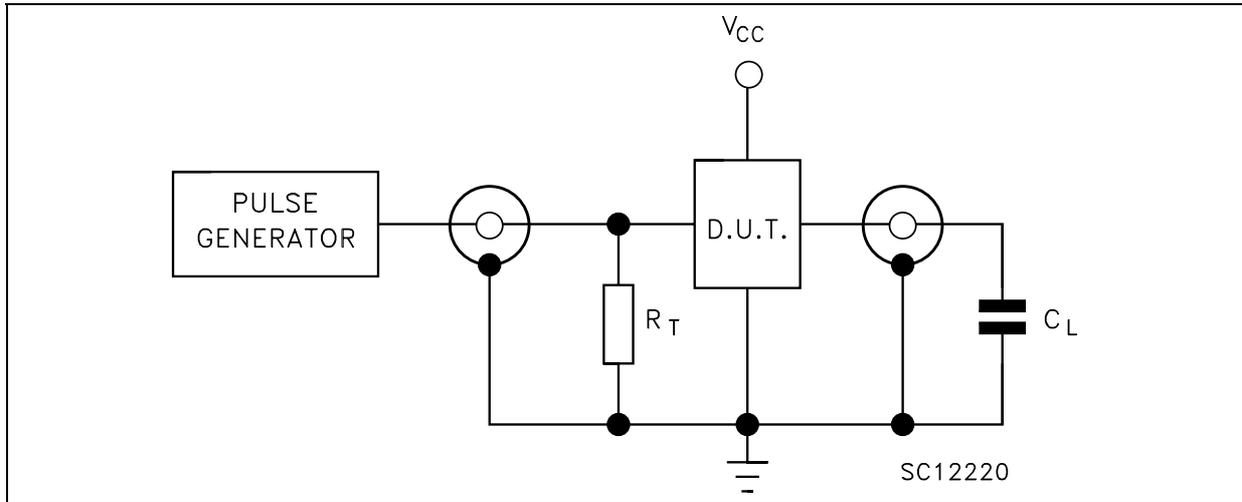 VCC
PULSE
GENERATOR
D.U.T.
RT
CL
SC12220